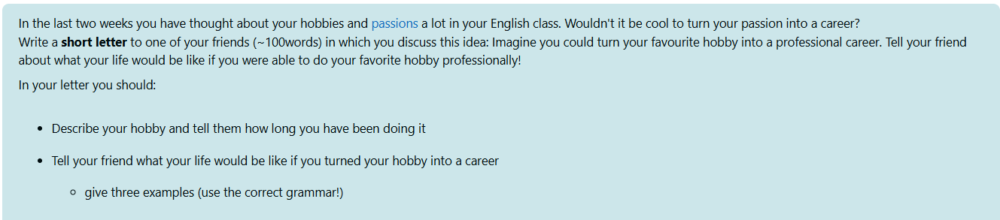 In the last two weeks you have thought about your hobbies and passions a lot in your English class. Wouldn't it be cool to turn your passion into a career?
Write a short letter to one of your friends (~100words) in which you discuss this idea: Imagine you could turn your favourite hobby into a professional career. Tell your friend
about what your life would be like if you were able to do your favorite hobby professionally!
In your letter you should:
• Describe your hobby and tell them how long you have been doing it
• Tell your friend what your life would be like if you turned your hobby into a career
◦ give three examples (use the correct grammar!)